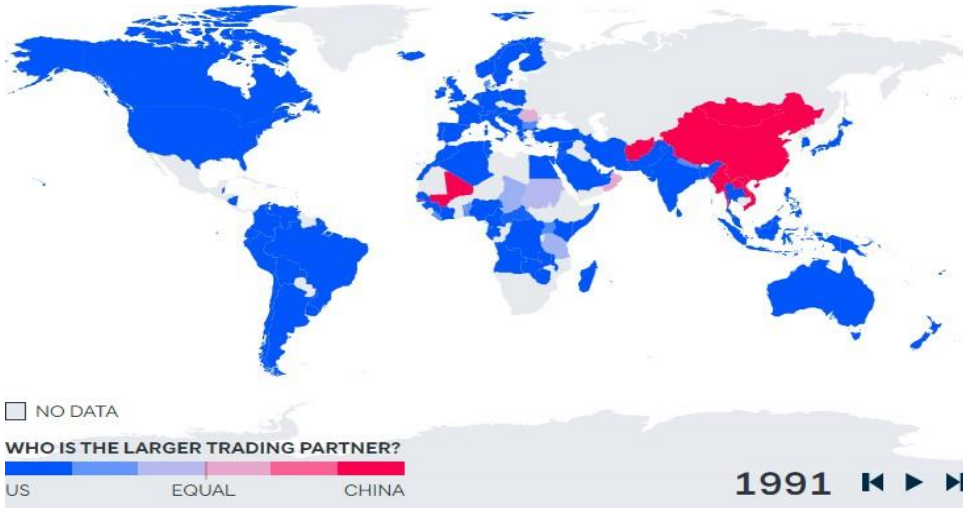 NO DATA
WHO IS THE LARGER TRADING PARTNER?
US EQUAL CHINA
1991